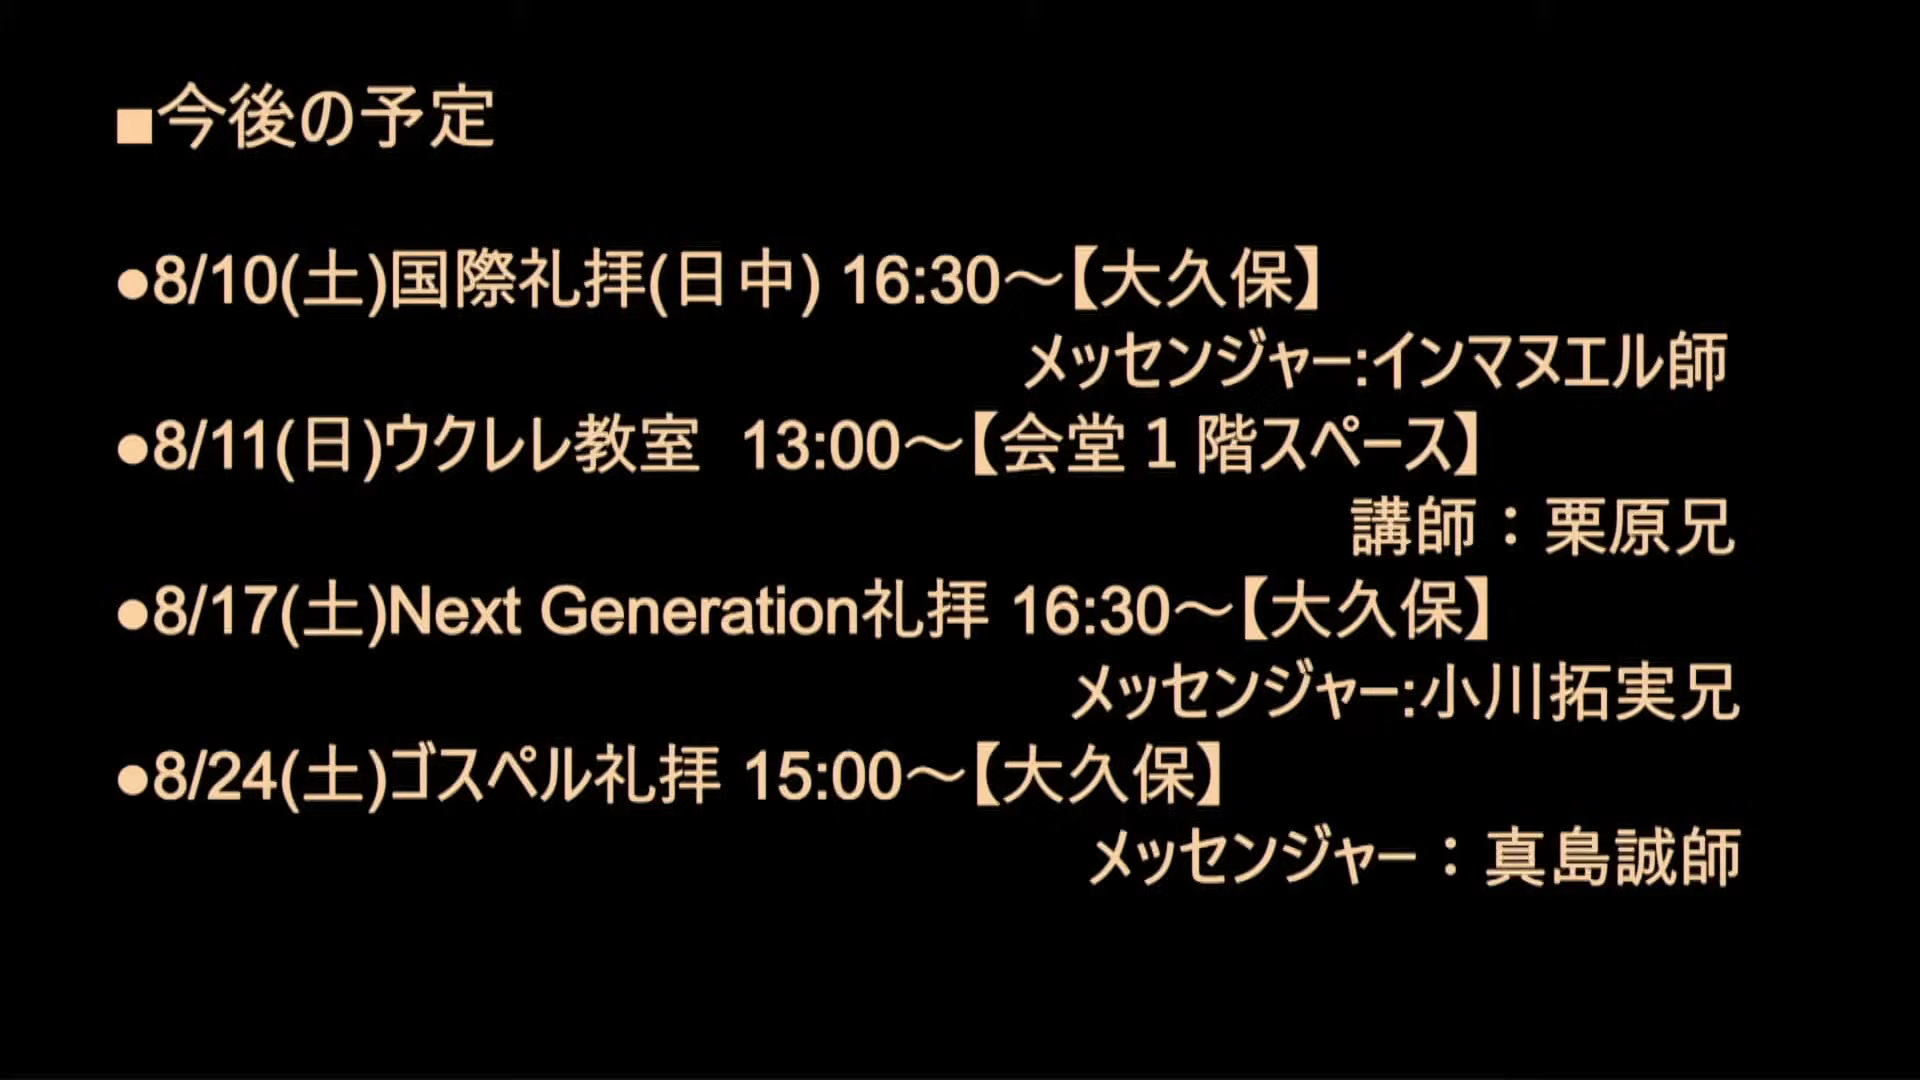 ■今後の予定
●8/10(土)国際礼拝(日中) 16:30～【大久保】
メッセンジャー:インマヌエル師
●8/11(日)ウクレレ教室 13:00～【会堂1階スペース】
講師：栗原兄
●8/17(土)Next Generation礼拝 16:30～【大久保】
メッセンジャー:小川拓実兄
●8/24(土)ゴスペル礼拝 15:00～【大久保】
メッセンジャー：真島誠師